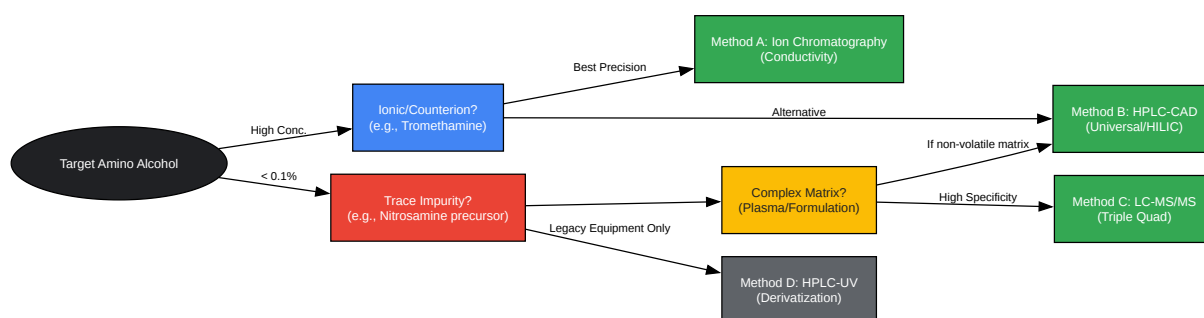 Target Amino Alcohol
High Conc.
< 0.1%
Ionic/Counterion?
(e.g., Tromethamine)
Trace Impurity?
(e.g., Nitrosamine precursor)
Best Precision
Alternative
Legacy Equipment Only
Method A: Ion Chromatography
(Conductivity)
Complex Matrix?
(Plasma/Formulation)
Method D: HPLC-UV
(Derivatization)
If non-volatile matrix
High Specificity
Method B: HPLC-CAD
(Universal/HILIC)
Method C: LC-MS/MS
(Triple Quad)